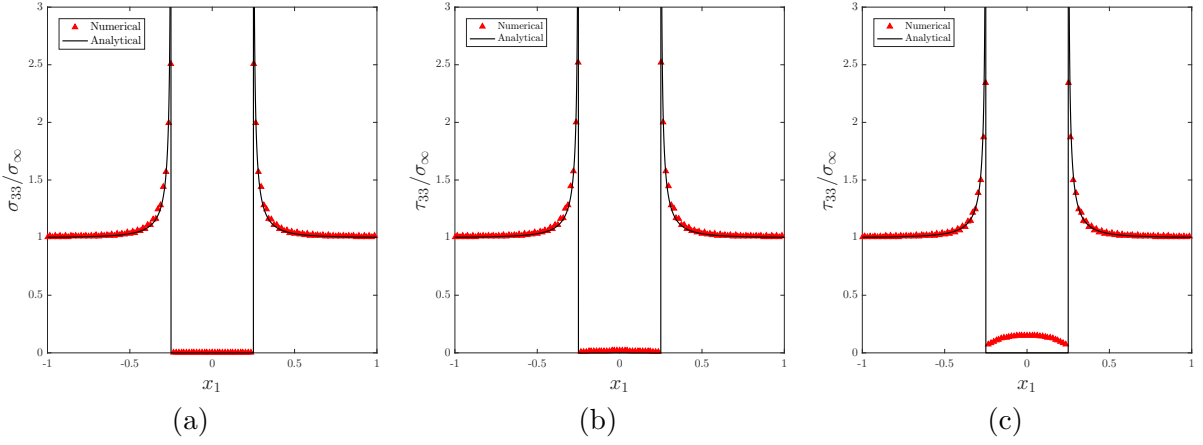 3
2.5
2
1.5
1
0.5
0
-1
-0.5
0
0.5
1
σ₃₃/σ∞
x₁
Numerical
Analytical
(a)
3
2.5
2
1.5
1
0.5
0
-1
-0.5
0
0.5
1
τ₃₃/σ∞
x₁
Numerical
Analytical
(b)
3
2.5
2
1.5
1
0.5
0
-1
-0.5
0
0.5
1
τ₃₃/σ∞
x₁
Numerical
Analytical
(c)